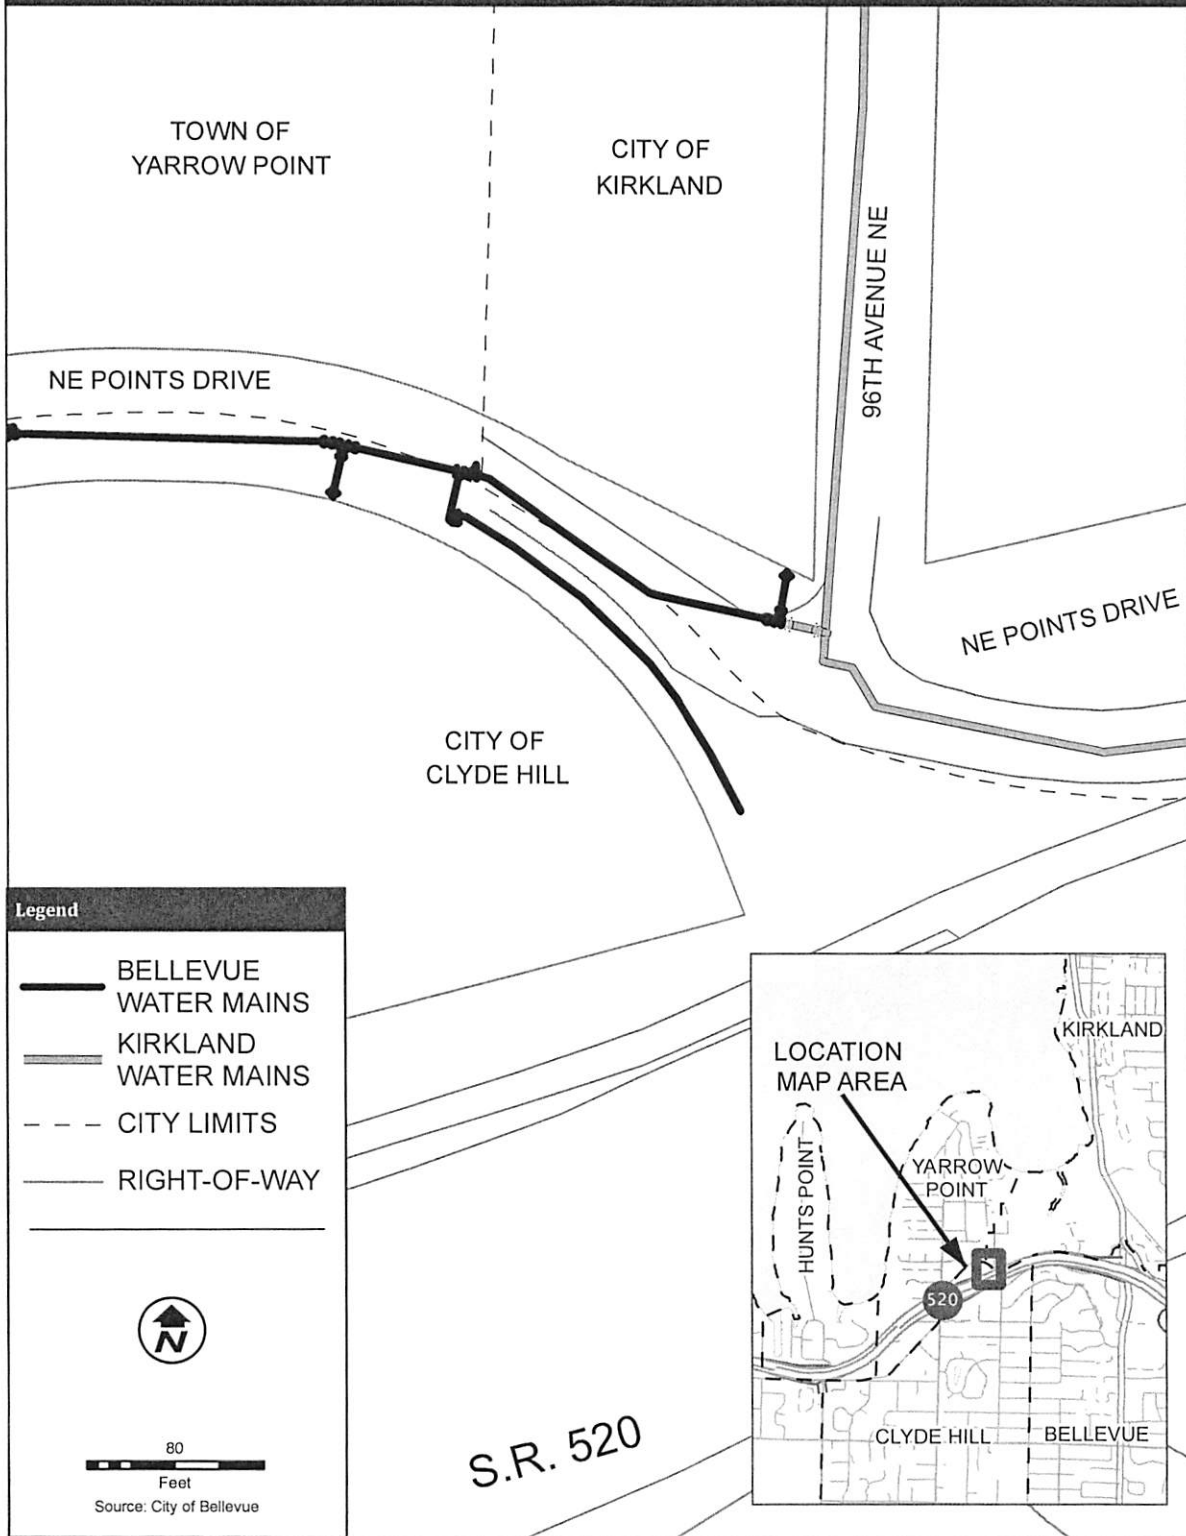 TOWN OF
YARROW POINT
CITY OF
KIRKLAND
96TH AVENUE NE
NE POINTS DRIVE
NE POINTS DRIVE
CITY OF
CLYDE HILL
Legend
BELLEVUE
WATER MAINS
KIRKLAND
WATER MAINS
CITY LIMITS
RIGHT-OF-WAY
N
80
Feet
Source: City of Bellevue
S.R. 520
KIRKLAND
LOCATION
MAP AREA
HUNTS POINT
YARROW
POINT
520
CLYDE HILL
BELLEVUE